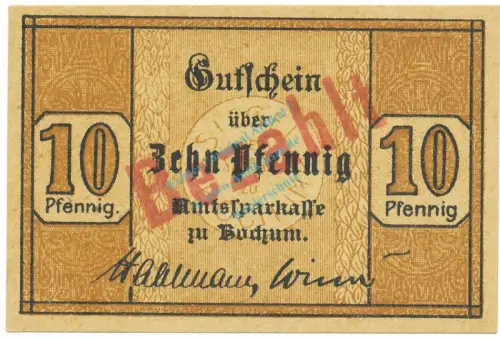 Gutschein
über
Zehn Pfennig
Amtssparkasse
zu Bochum.
10
Pfennig.
10
Pfennig
Bezahlt